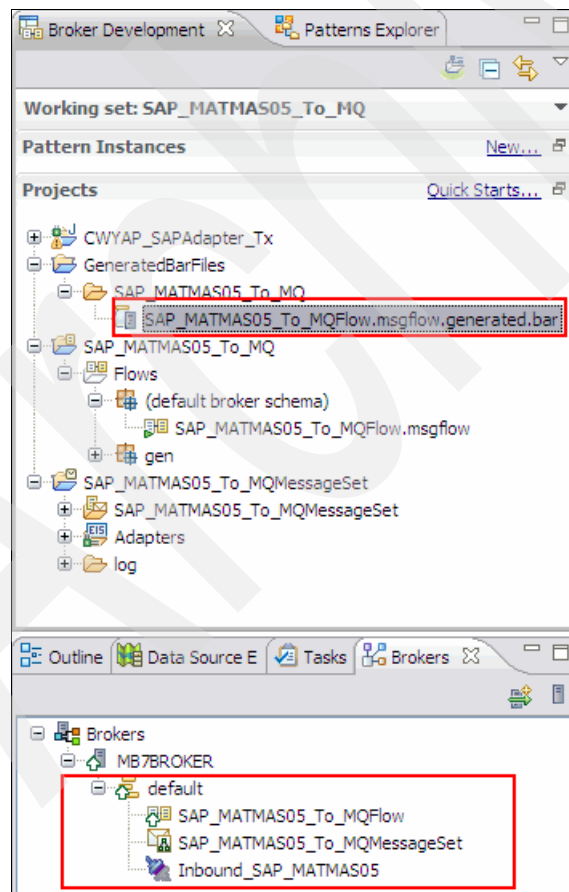 Broker Development Patterns Explorer
Working set: SAP_MATMAS05_To_MQ
Pattern Instances New...
Projects Quick Starts...
CWYAP_SAPAdapter_Tx
GeneratedBarFiles
SAP_MATMAS05_To_MQ
SAP_MATMAS05_To_MQFlow.msgflow.generated.bar
SAP_MATMAS05_To_MQ
Flows
(default broker schema)
SAP_MATMAS05_To_MQFlow.msgflow
gen
SAP_MATMAS05_To_MQMessageSet
SAP_MATMAS05_To_MQMessageSet
Adapters
log
Outline Data Source E Tasks Brokers
Brokers
MB7BROKER
default
SAP_MATMAS05_To_MQFlow
SAP_MATMAS05_To_MQMessageSet
Inbound_SAP_MATMAS05